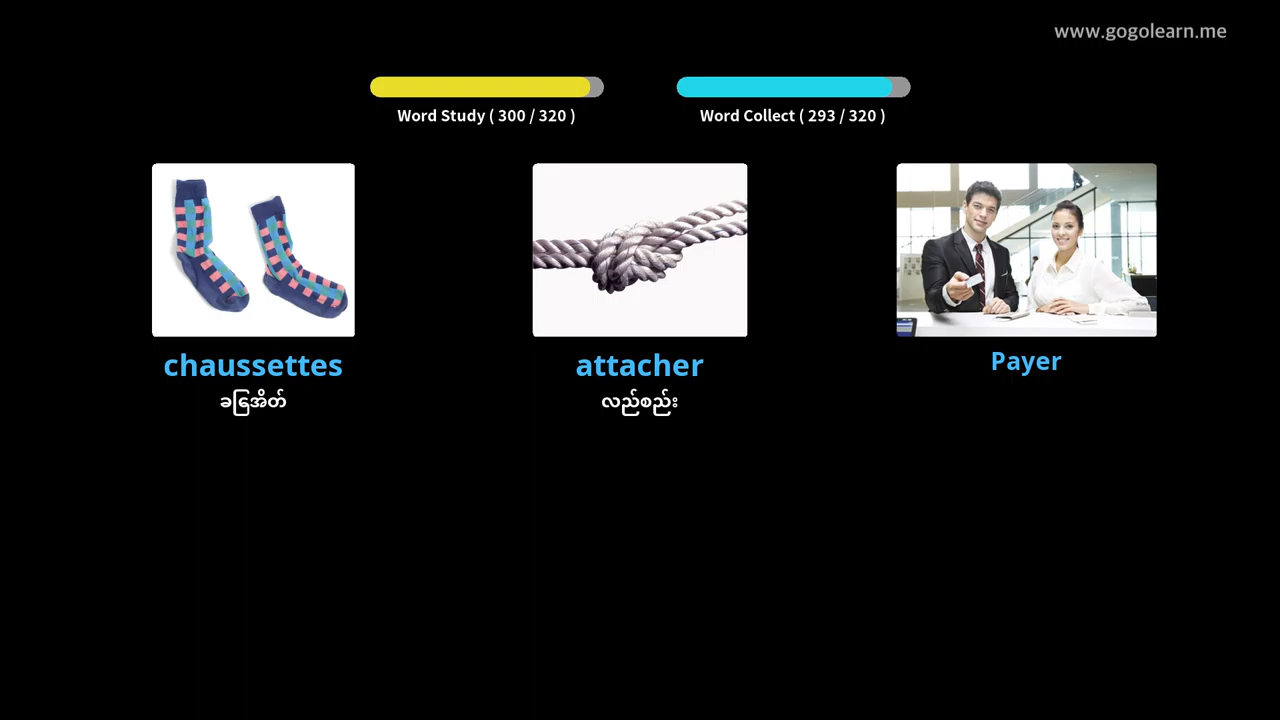 www.gogolearn.me
Word Study ( 300 / 320 )
Word Collect ( 293 / 320 )
chaussettes
ခြေအိတ်
attacher
လည်စည်း
Payer